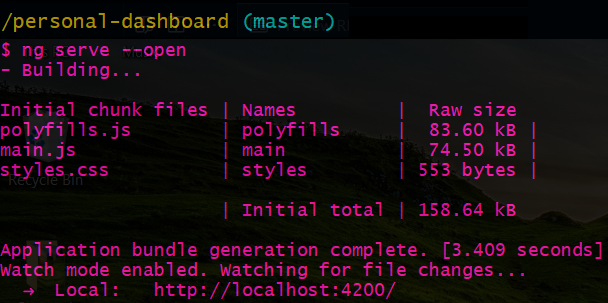 /personal-dashboard (master)
$ ng serve --open
- Building...
Initial chunk files | Names         |  Raw size
polyfills.js        | polyfills     |  83.60 kB |
main.js             | main          |  74.50 kB |
styles.css          | styles        | 553 bytes |
                    | Initial total | 158.64 kB
Application bundle generation complete. [3.409 seconds]
Watch mode enabled. Watching for file changes...
  ➜  Local:   http://localhost:4200/
Recycle Bin